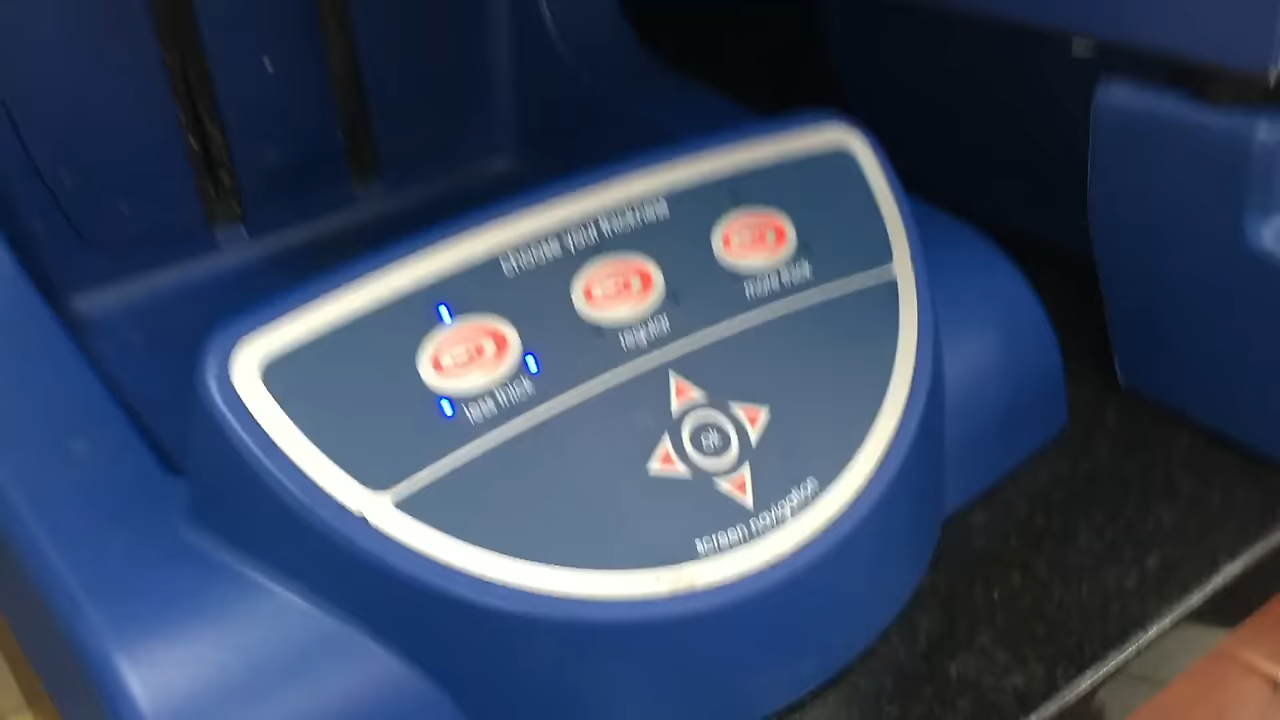 choose your thickness
less thick
regular
more thick
ok
screen navigation